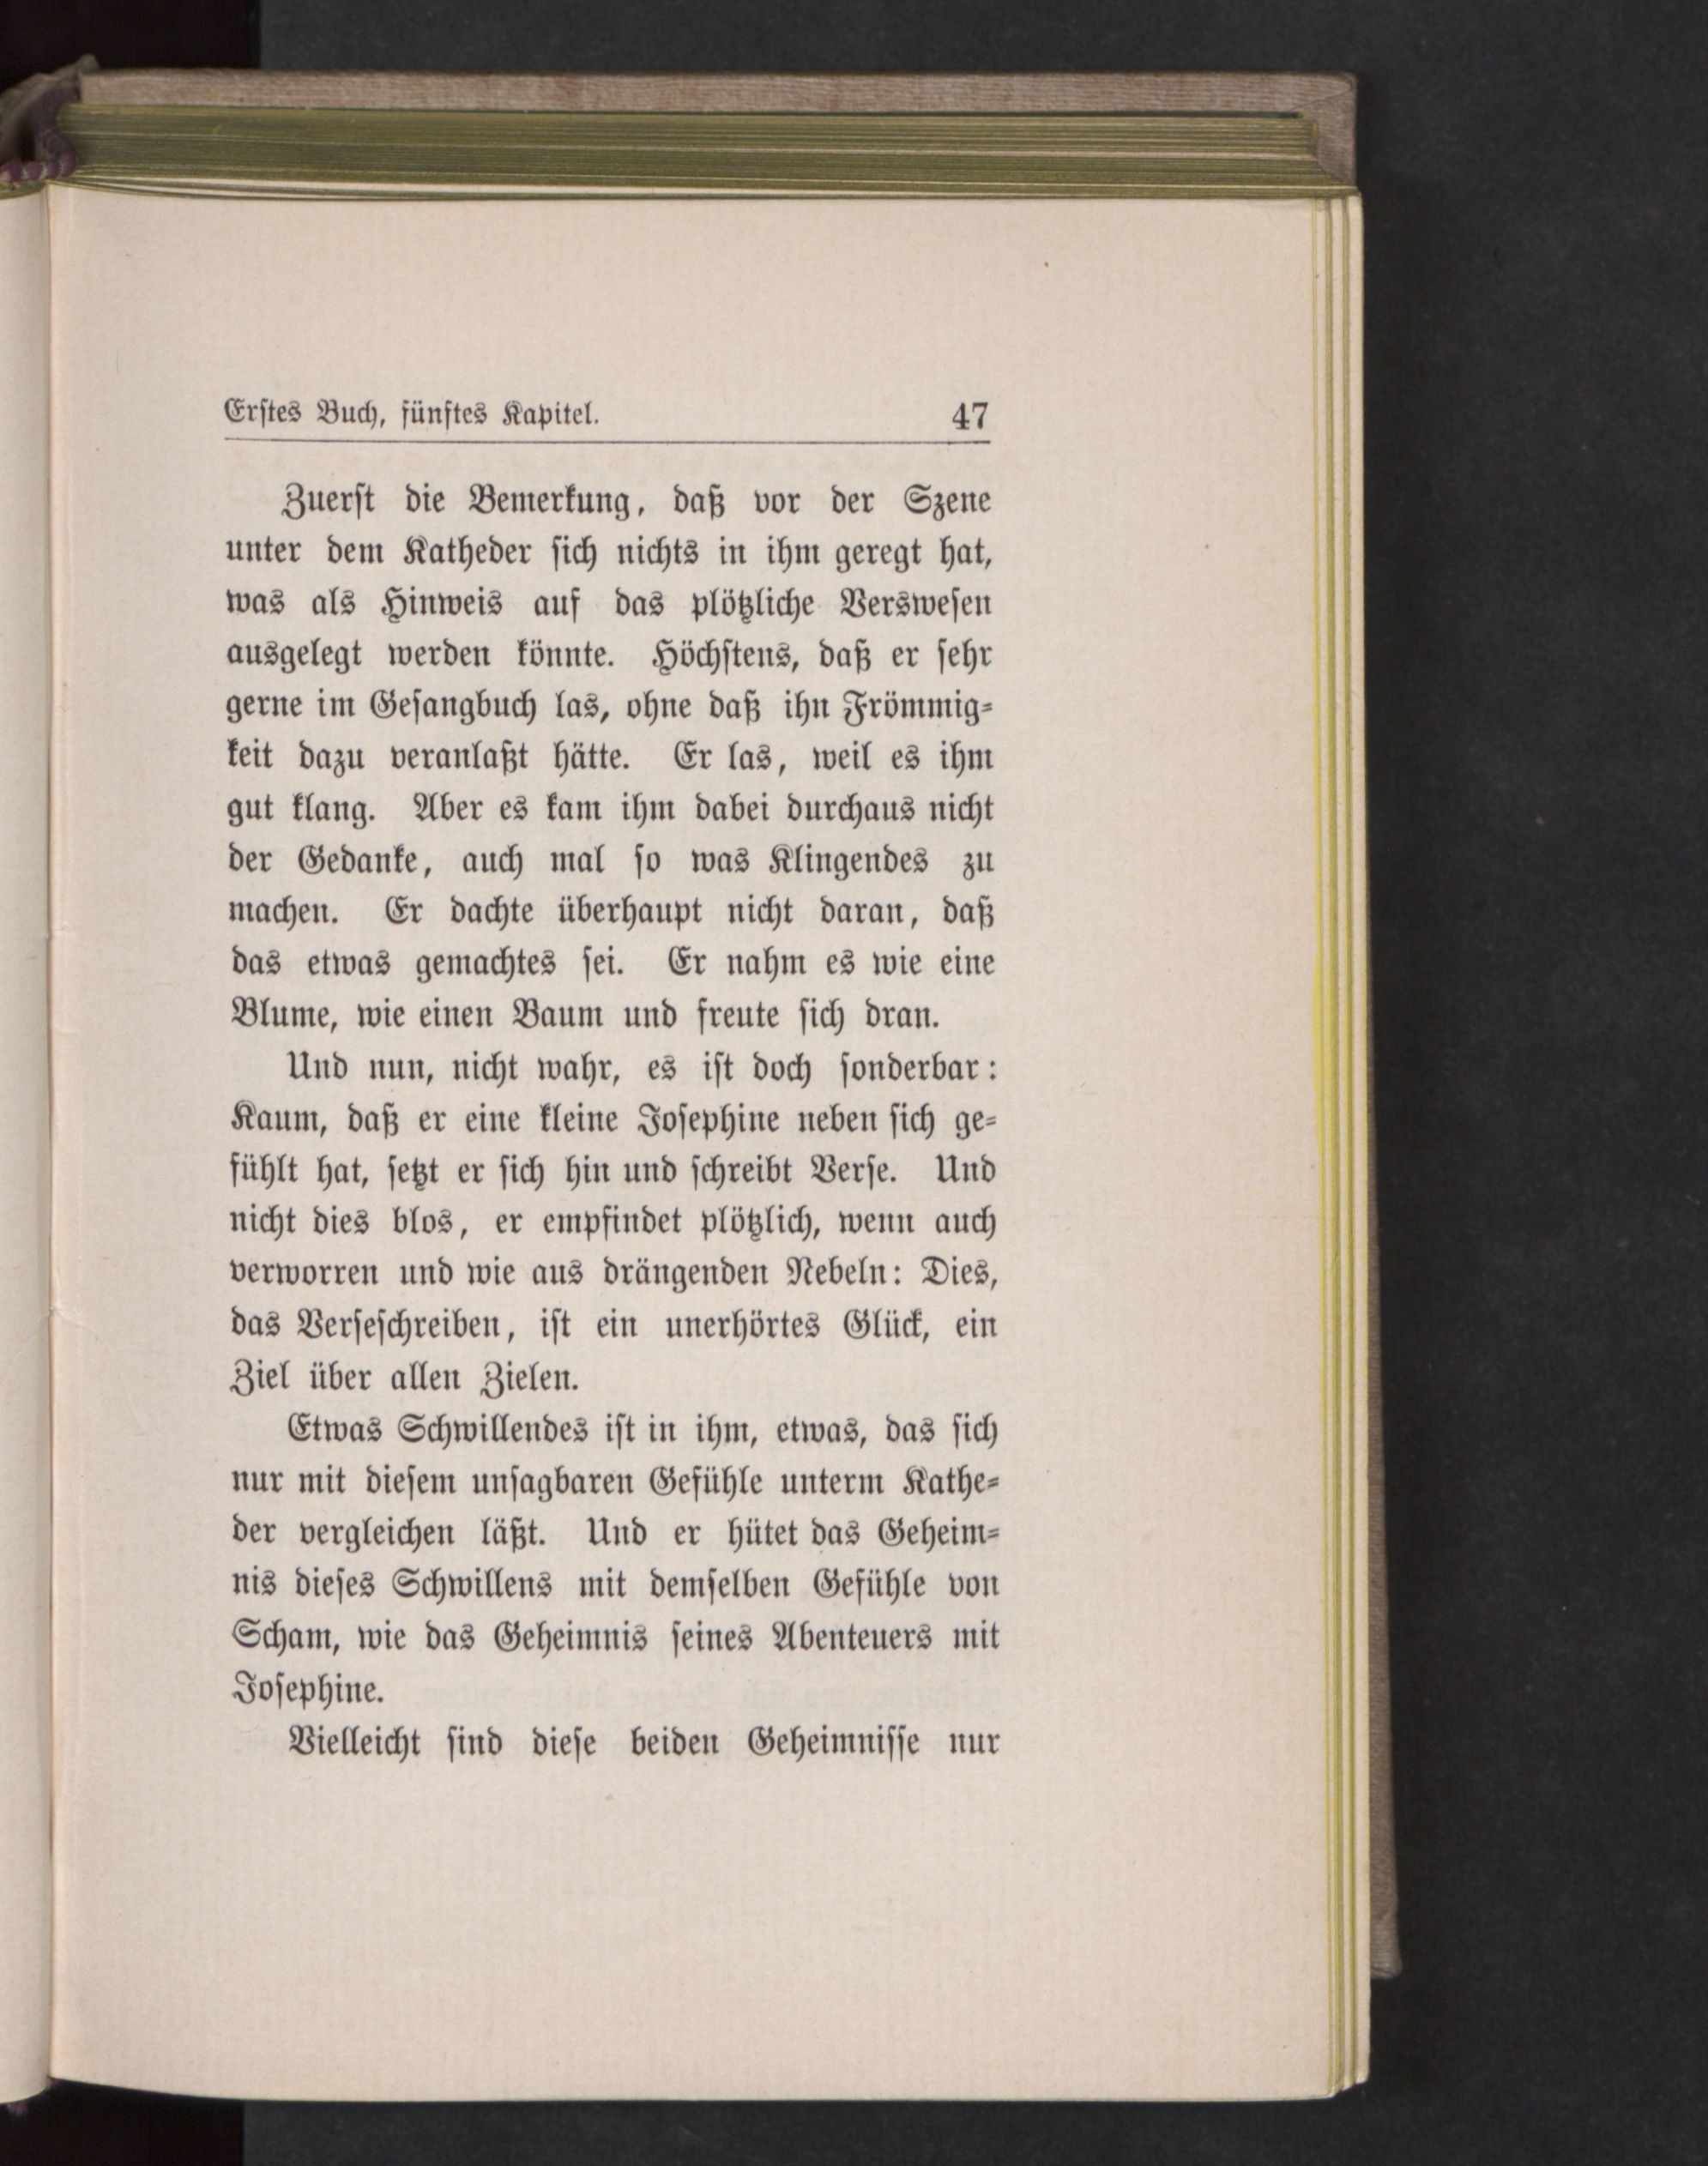 Erſtes Buch, fünftes Kapitel. 47
Zuerſt die Bemerkung, daß vor der Szene
unter dem Katheder ſich nichts in ihm geregt hat,
was als Hinweis auf das plötzliche Versweſen
ausgelegt werden könnte. Höchſtens, daß er ſehr
gerne im Geſangbuch las, ohne daß ihn Frömmig⸗
keit dazu veranlaßt hätte. Er las, weil es ihm
gut klang. Aber es kam ihm dabei durchaus nicht
der Gedanke, auch mal ſo was Klingendes zu
machen. Er dachte überhaupt nicht daran, daß
das etwas gemachtes ſei. Er nahm es wie eine
Blume, wie einen Baum und freute ſich dran.
Und nun, nicht wahr, es iſt doch ſonderbar:
Kaum, daß er eine kleine Joſephine neben ſich ge⸗
fühlt hat, ſetzt er ſich hin und ſchreibt Verſe. Und
nicht dies blos, er empfindet plötzlich, wenn auch
verworren und wie aus drängenden Nebeln: Dies,
das Verſeſchreiben, iſt ein unerhörtes Glück, ein
Ziel über allen Zielen.
Etwas Schwillendes iſt in ihm, etwas, das ſich
nur mit dieſem unſagbaren Gefühle unterm Kathe⸗
der vergleichen läßt. Und er hütet das Geheim⸗
nis dieſes Schwillens mit demſelben Gefühle von
Scham, wie das Geheimnis ſeines Abenteuers mit
Joſephine.
Vielleicht ſind dieſe beiden Geheimniſſe nur